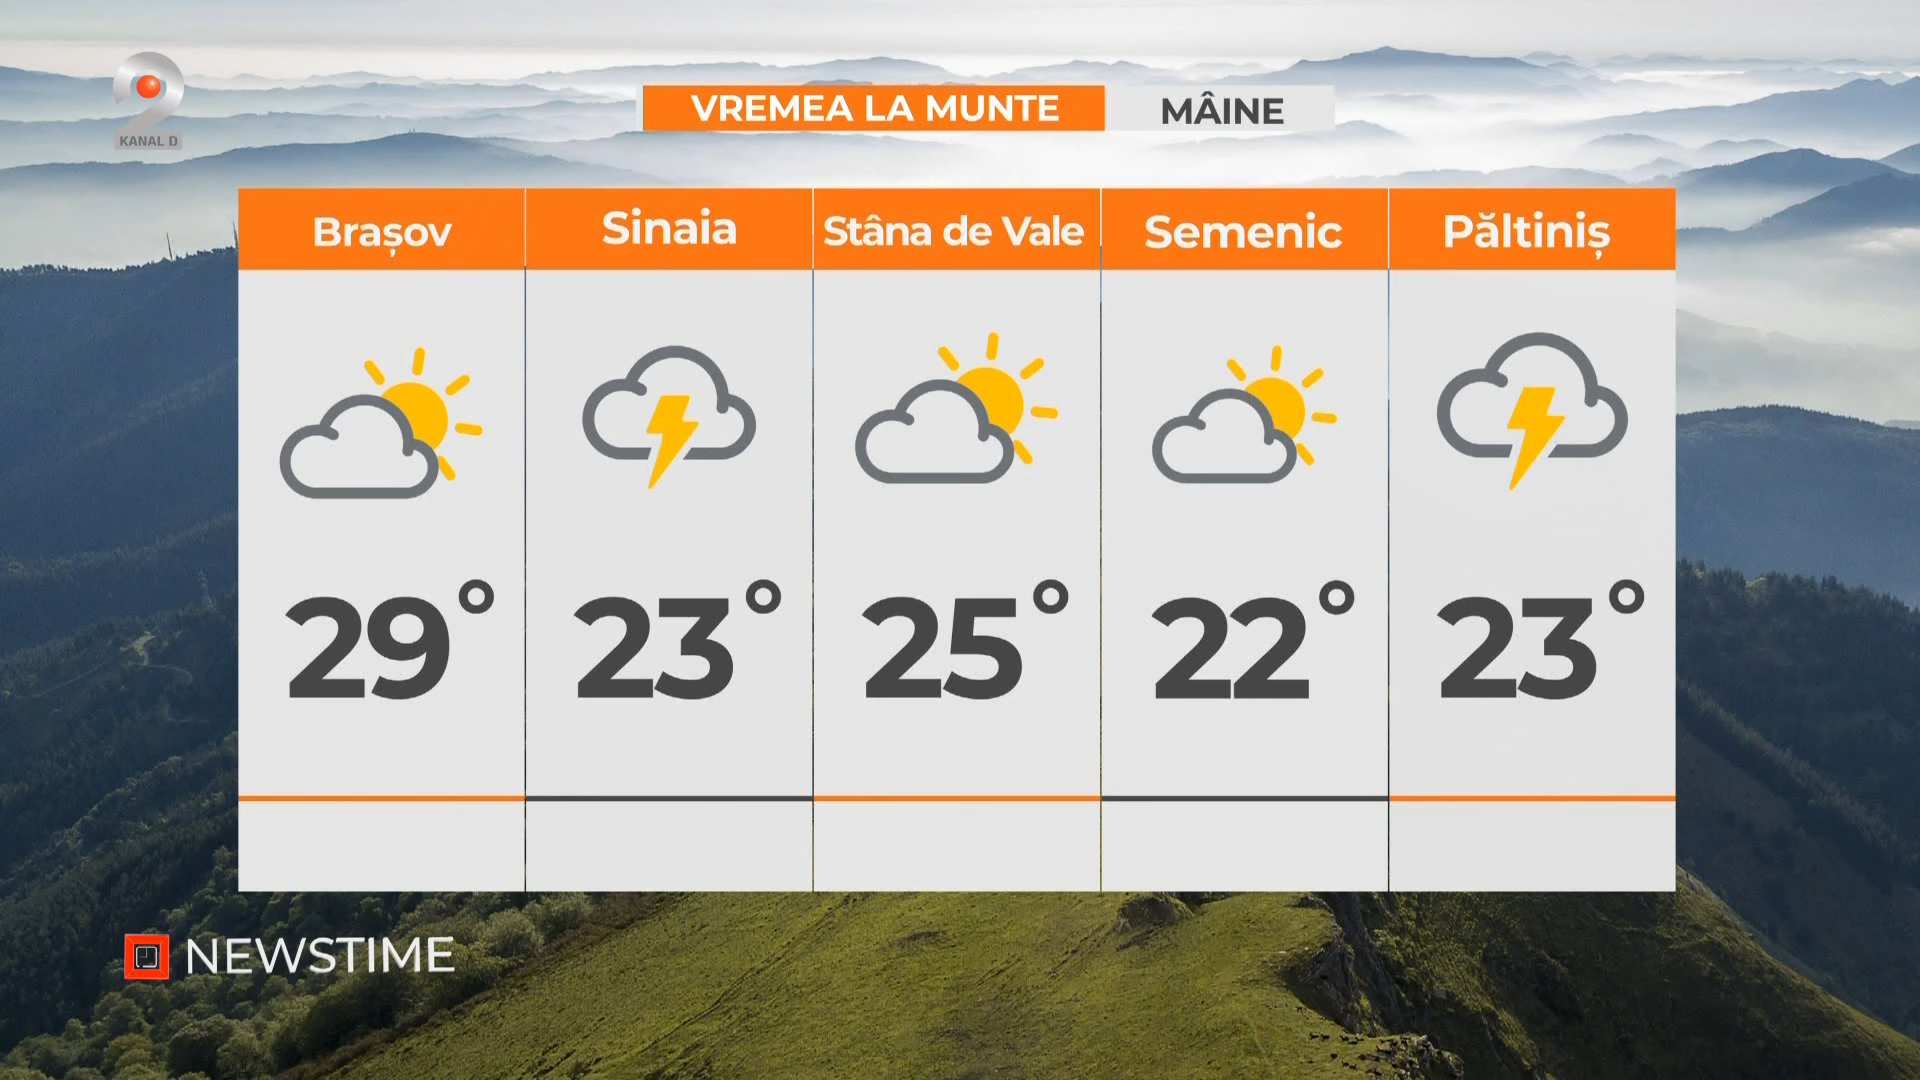 KANAL D
VREMEA LA MUNTE
MÂINE
Brașov
Sinaia
Stâna de Vale
Semenic
Păltiniș
29°
23°
25°
22°
23°
NEWSTIME